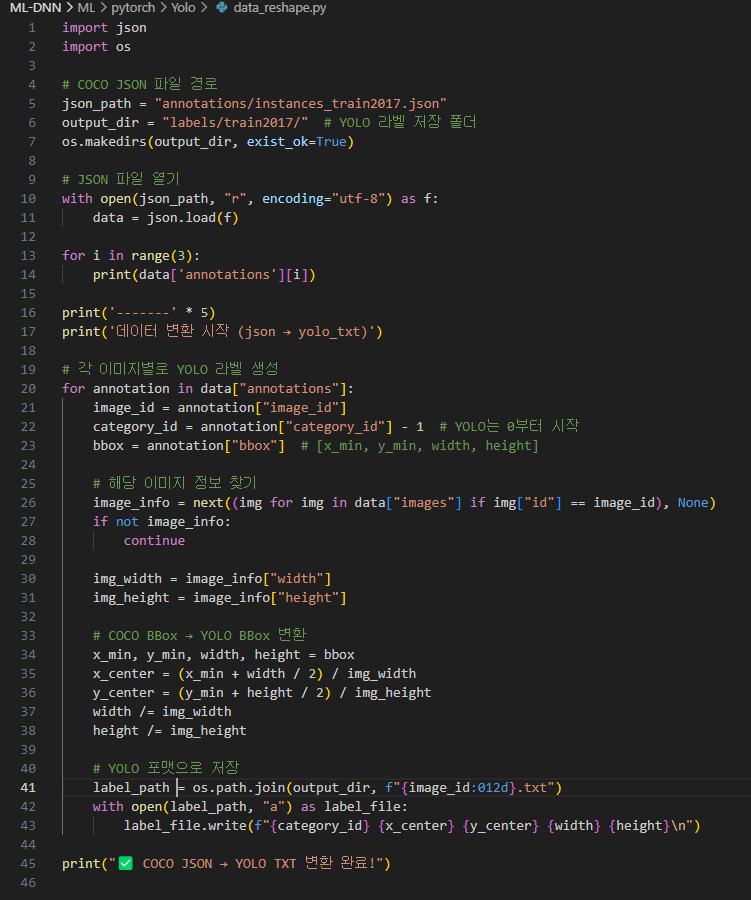 ML-DNN > ML > pytorch > Yolo > data_reshape.py
1 import json
2 import os
3
4 # COCO JSON 파일 경로
5 json_path = "annotations/instances_train2017.json"
6 output_dir = "labels/train2017/"  # YOLO 라벨 저장 폴더
7 os.makedirs(output_dir, exist_ok=True)
8
9 # JSON 파일 열기
10 with open(json_path, "r", encoding="utf-8") as f:
11     data = json.load(f)
12
13 for i in range(3):
14     print(data['annotations'][i])
15
16 print('-------' * 5)
17 print('데이터 변환 시작 (json → yolo_txt)')
18
19 # 각 이미지별로 YOLO 라벨 생성
20 for annotation in data["annotations"]:
21     image_id = annotation["image_id"]
22     category_id = annotation["category_id"] - 1  # YOLO는 0부터 시작
23     bbox = annotation["bbox"]  # [x_min, y_min, width, height]
24
25     # 해당 이미지 정보 찾기
26     image_info = next((img for img in data["images"] if img["id"] == image_id), None)
27     if not image_info:
28         continue
29
30     img_width = image_info["width"]
31     img_height = image_info["height"]
32
33     # COCO BBox → YOLO BBox 변환
34     x_min, y_min, width, height = bbox
35     x_center = (x_min + width / 2) / img_width
36     y_center = (y_min + height / 2) / img_height
37     width /= img_width
38     height /= img_height
39
40     # YOLO 포맷으로 저장
41     label_path = os.path.join(output_dir, f"{image_id:012d}.txt")
42     with open(label_path, "a") as label_file:
43         label_file.write(f"{category_id} {x_center} {y_center} {width} {height}\n")
44
45 print("✅ COCO JSON → YOLO TXT 변환 완료!")
46